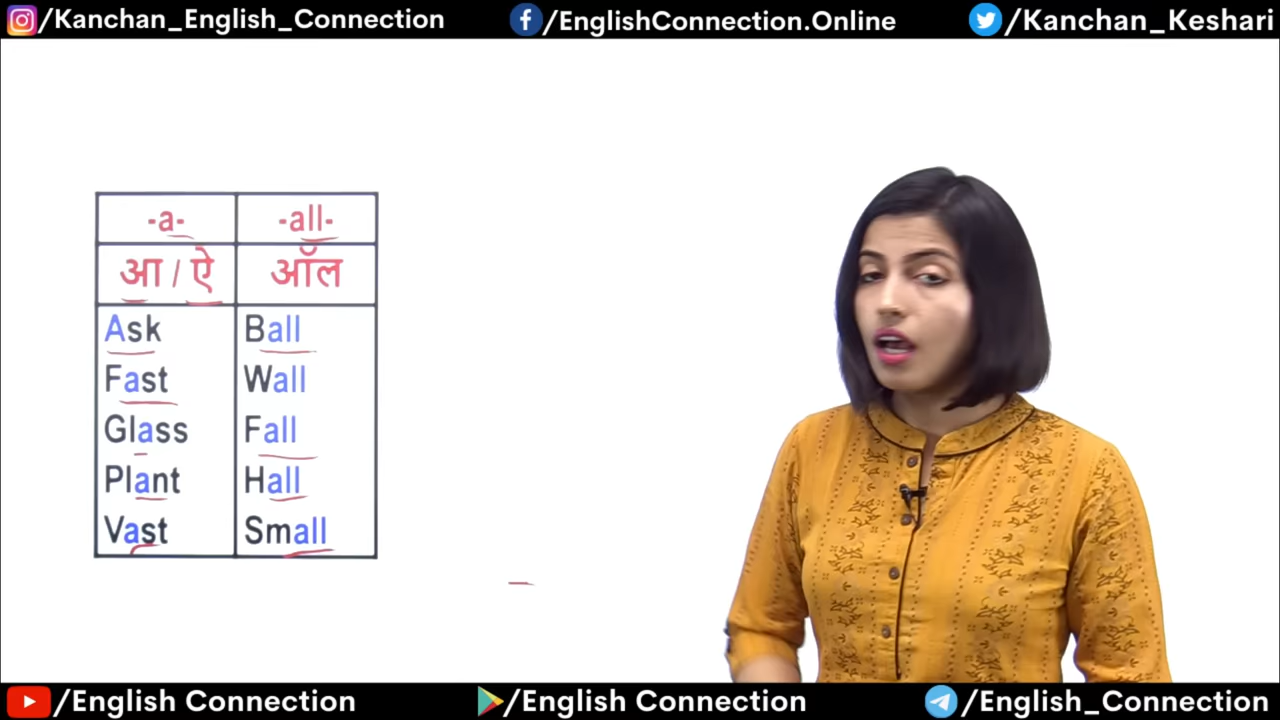 /Kanchan_English_Connection /EnglishConnection.Online /Kanchan_Keshari
-a- -all-
आ / ऐ ऑल
Ask Ball
Fast Wall
Glass Fall
Plant Hall
Vast Small
/English Connection /English Connection /English_Connection